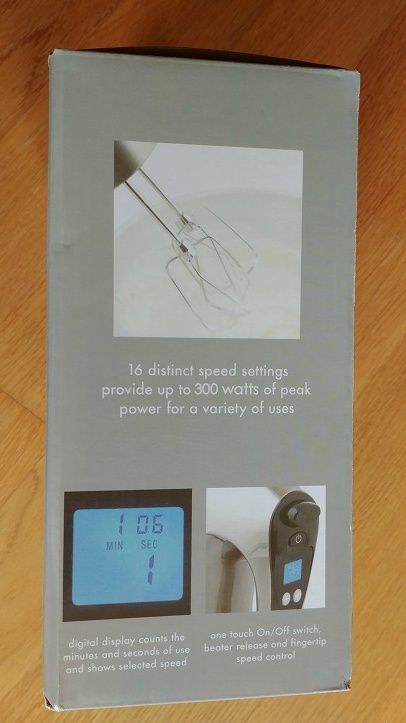 16 distinct speed settings
provide up to 300 watts of peak
power for a variety of uses
1 06
MIN SEC
1
digital display counts the
minutes and seconds of use
and shows selected speed
one touch On/Off switch,
beater release and fingertip
speed control